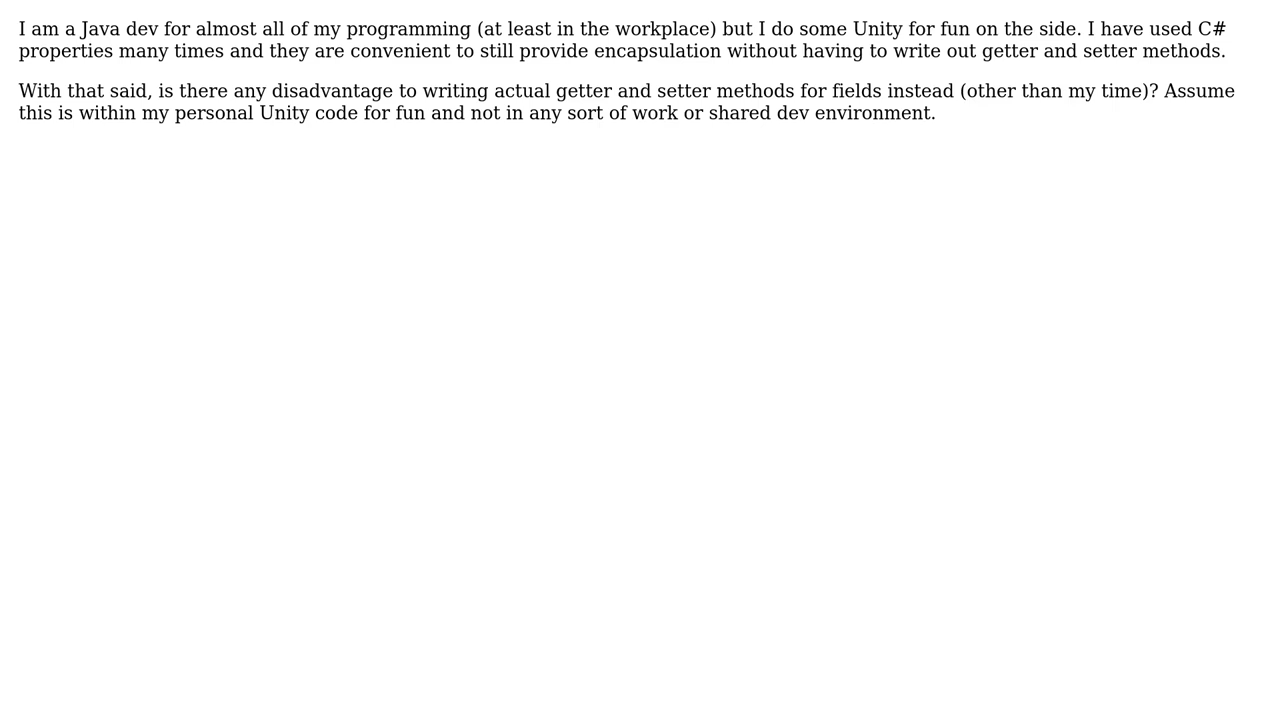 I am a Java dev for almost all of my programming (at least in the workplace) but I do some Unity for fun on the side. I have used C#
properties many times and they are convenient to still provide encapsulation without having to write out getter and setter methods.
With that said, is there any disadvantage to writing actual getter and setter methods for fields instead (other than my time)? Assume
this is within my personal Unity code for fun and not in any sort of work or shared dev environment.